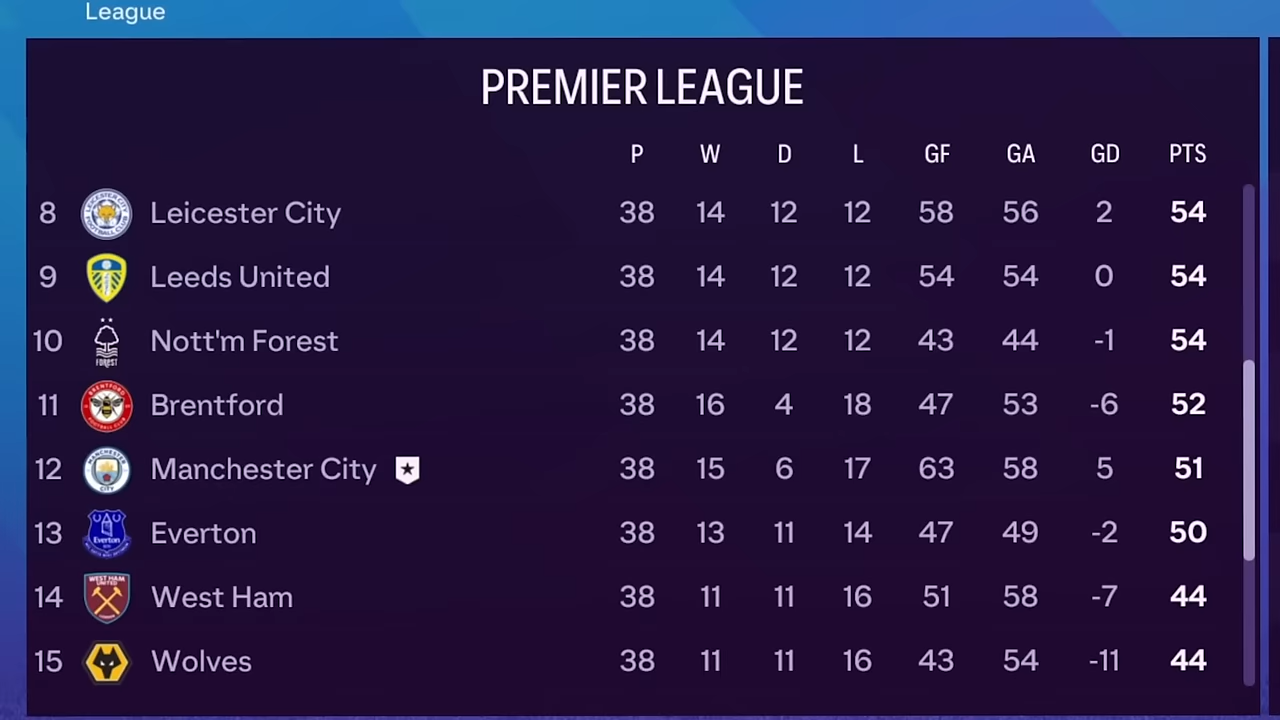 League
PREMIER LEAGUE
P W D L GF GA GD PTS
8 Leicester City 38 14 12 12 58 56 2 54
9 Leeds United 38 14 12 12 54 54 0 54
10 Nott'm Forest 38 14 12 12 43 44 -1 54
11 Brentford 38 16 4 18 47 53 -6 52
12 Manchester City 38 15 6 17 63 58 5 51
13 Everton 38 13 11 14 47 49 -2 50
14 West Ham 38 11 11 16 51 58 -7 44
15 Wolves 38 11 11 16 43 54 -11 44